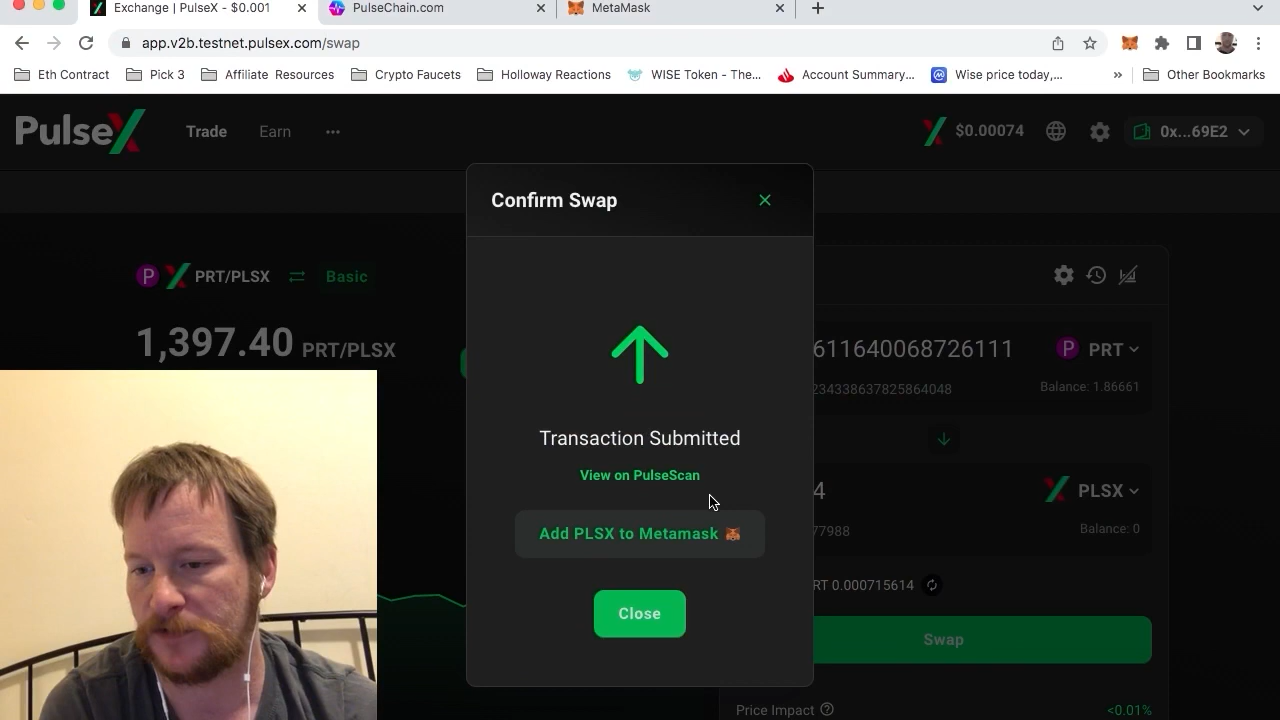 Exchange | PulseX - $0.001
PulseChain.com
MetaMask
app.v2b.testnet.pulsex.com/swap
Eth Contract
Pick 3
Affiliate Resources
Crypto Faucets
Holloway Reactions
WISE Token - The...
Account Summary...
Wise price today,...
»
Other Bookmarks
PulseX
Trade
Earn
$0.00074
0x...69E2
Confirm Swap
P
PRT/PLSX
Basic
1,397.40 PRT/PLSX
611640068726111
P
PRT
234338637825864048
Balance: 1.86661
Transaction Submitted
View on PulseScan
Add PLSX to Metamask
Close
4
PLSX
77988
Balance: 0
RT 0.000715614
Swap
Price Impact
<0.01%